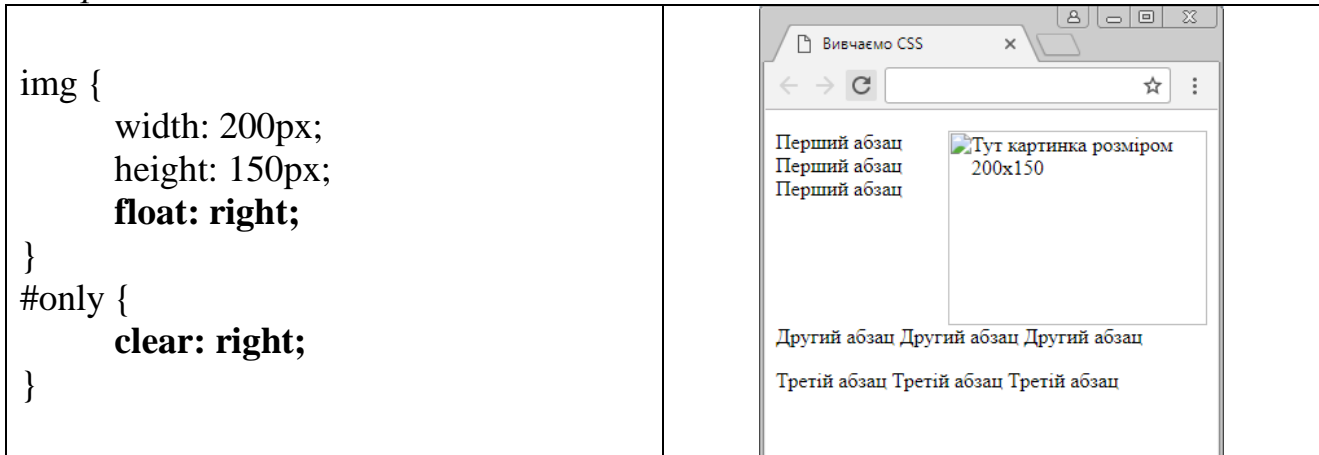 img {
width: 200px;
height: 150px;
float: right;
}
#only {
clear: right;
}
Вивчаємо CSS
Перший абзац
Перший абзац
Перший абзац
Тут картинка розміром
200x150
Другий абзац Другий абзац Другий абзац
Третій абзац Третій абзац Третій абзац